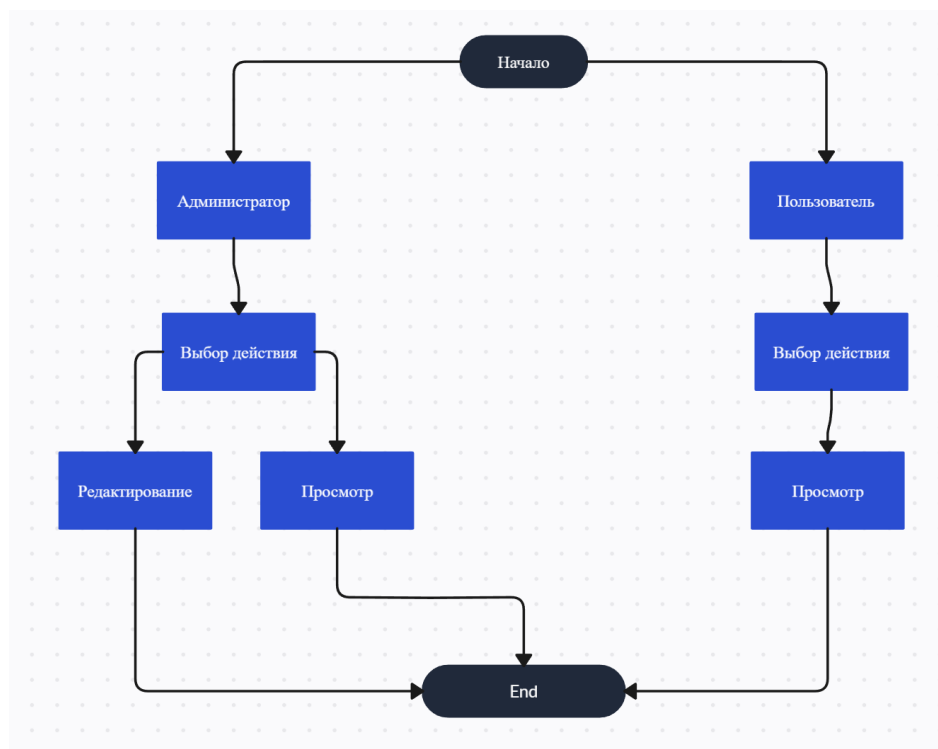 Начало
Администратор
Пользователь
Выбор действия
Выбор действия
Редактирование
Просмотр
Просмотр
End